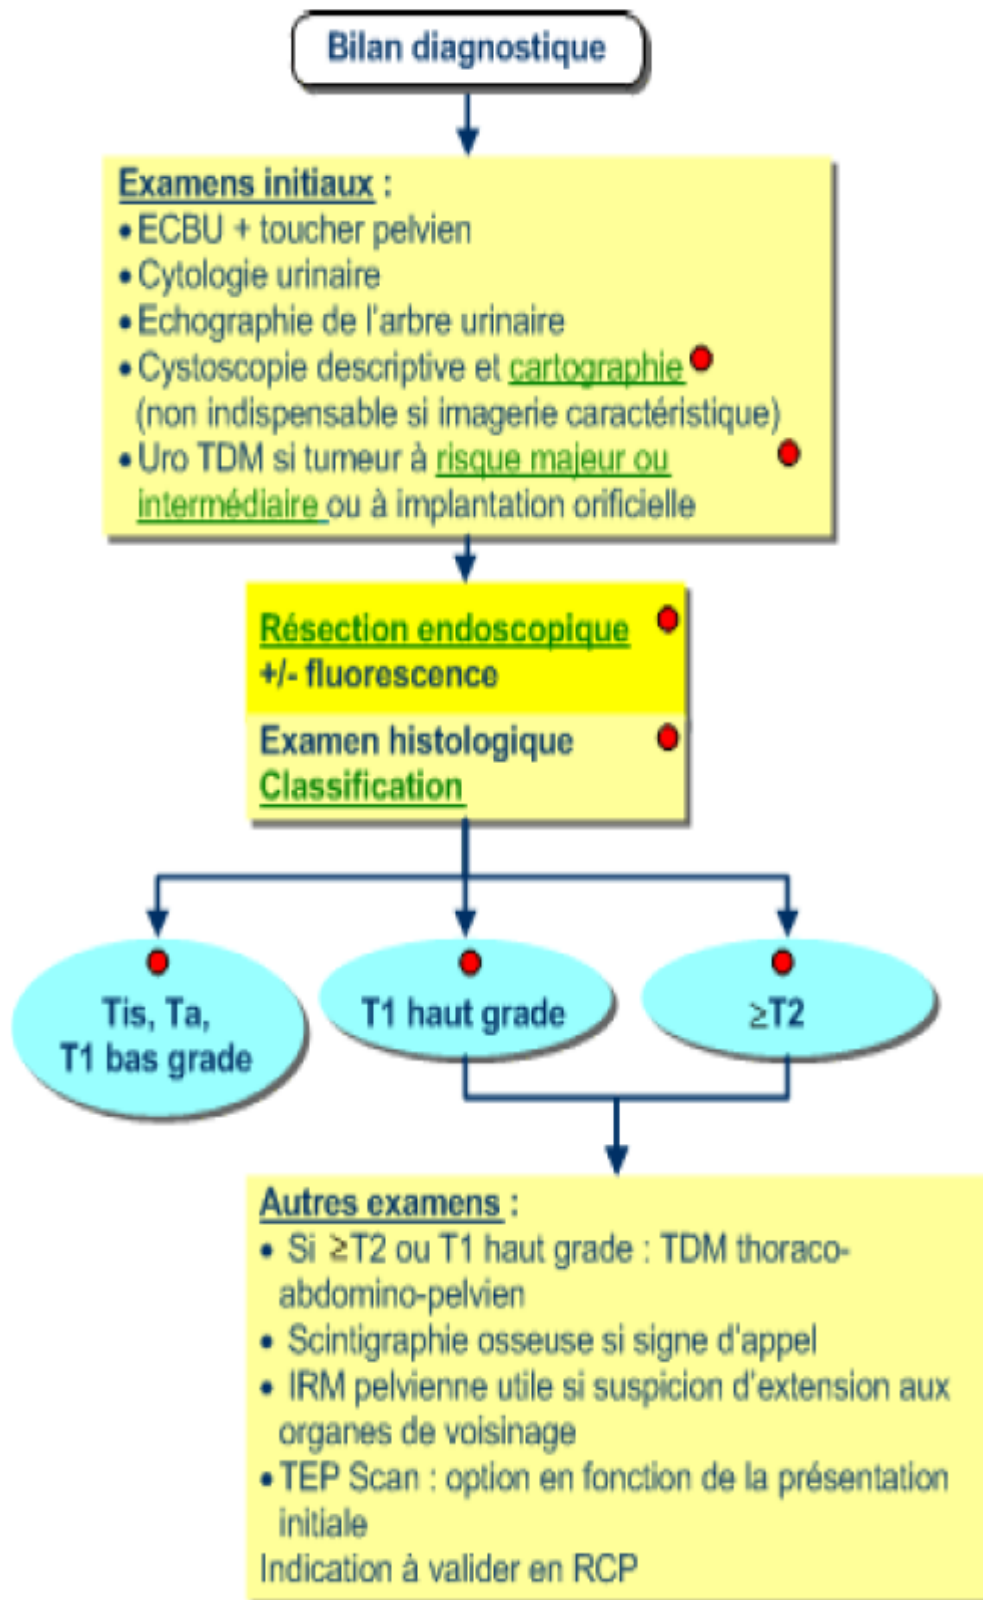 Bilan diagnostique
Examens initiaux :
• ECBU + toucher pelvien
• Cytologie urinaire
• Echographie de l'arbre urinaire
• Cystoscopie descriptive et cartographie
(non indispensable si imagerie caractéristique)
• Uro TDM si tumeur à risque majeur ou
intermédiaire ou à implantation orificielle
Résection endoscopique
+/- fluorescence
Examen histologique
Classification
Tis, Ta,
T1 bas grade
T1 haut grade
≥T2
Autres examens :
• Si ≥T2 ou T1 haut grade : TDM thoraco-
abdomino-pelvien
• Scintigraphie osseuse si signe d'appel
• IRM pelvienne utile si suspicion d'extension aux
organes de voisinage
• TEP Scan : option en fonction de la présentation
initiale
Indication à valider en RCP